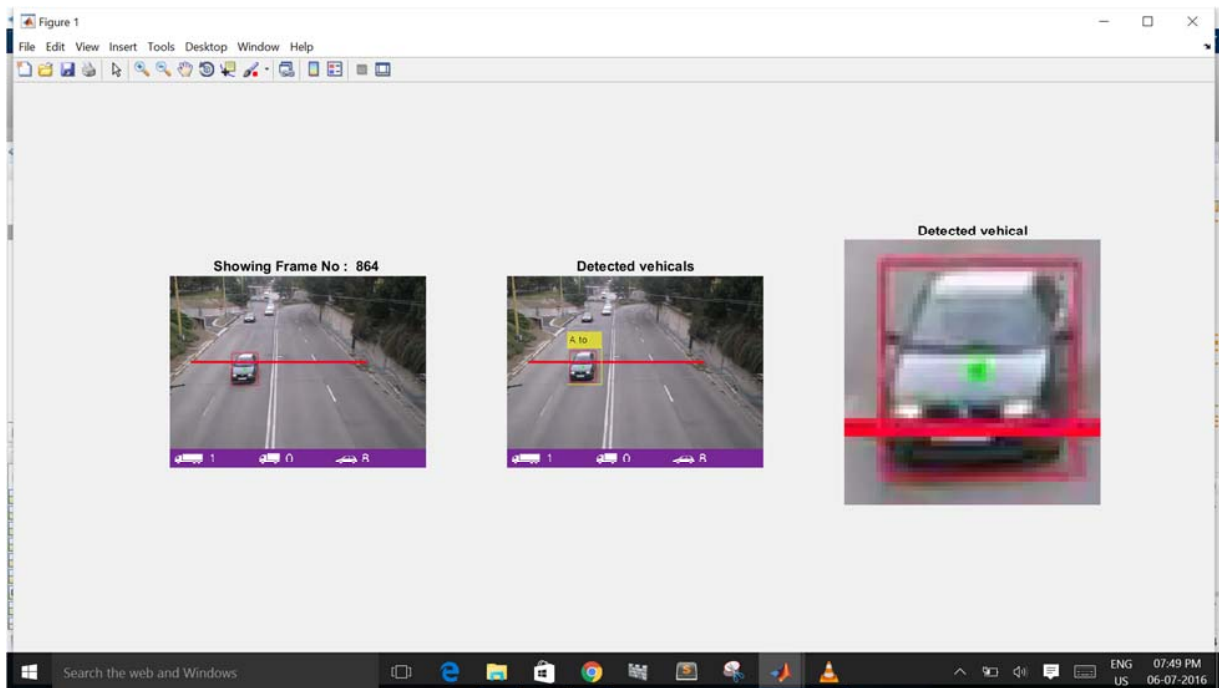 Figure 1
File Edit View Insert Tools Desktop Window Help
Detected vehical
Showing Frame No : 864
Detected vehicals
A to
1 0 8
1 0 8
Search the web and Windows
ENG 07:49 PM
US 06-07-2016